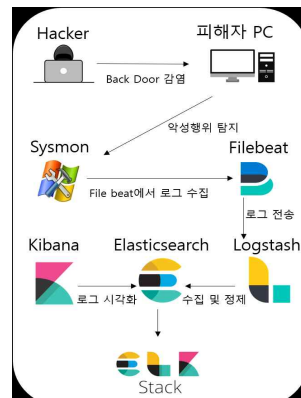 Hacker
피해자 PC
Back Door 감염
악성행위 탐지
Sysmon
Filebeat
File beat에서 로그 수집
로그 전송
Kibana
Elasticsearch
Logstash
로그 시각화
수집 및 정제
Stack